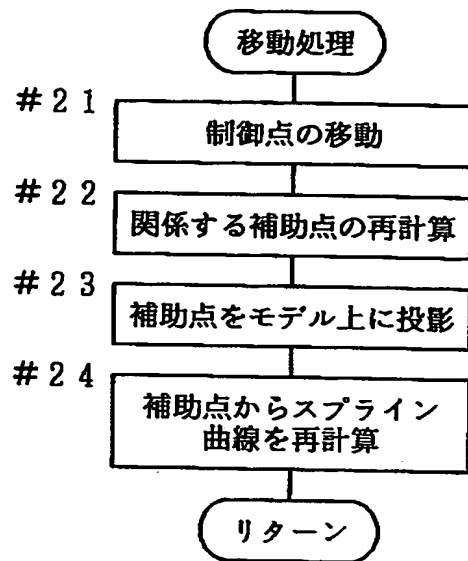 移動処理
#21
制御点の移動
#22
関係する補助点の再計算
#23
補助点をモデル上に投影
#24
補助点からスプライン
曲線を再計算
リターン